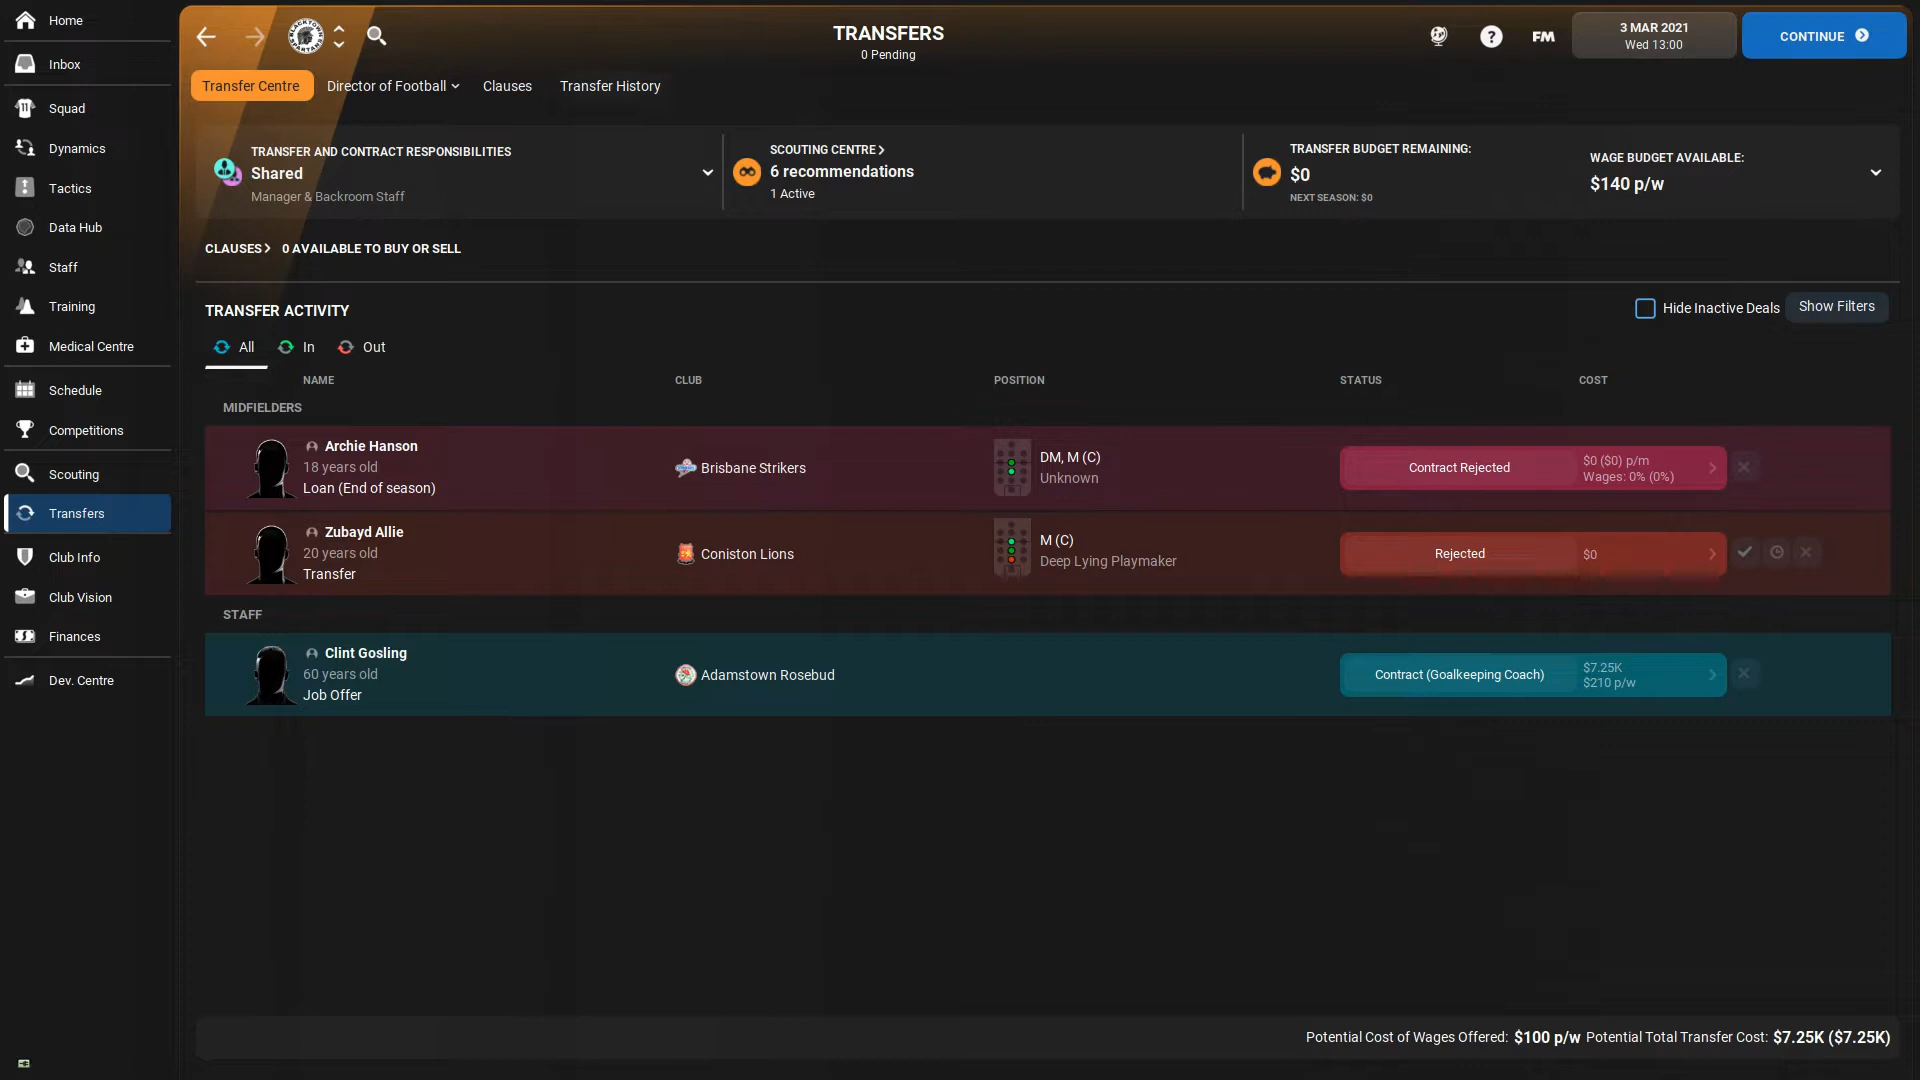 Home
Inbox
Squad
Dynamics
Tactics
Data Hub
Staff
Training
Medical Centre
Schedule
Competitions
Scouting
Transfers
Club Info
Club Vision
Finances
Dev. Centre
TRANSFERS
0 Pending
FM
3 MAR 2021
Wed 13:00
CONTINUE
Transfer Centre
Director of Football
Clauses
Transfer History
TRANSFER AND CONTRACT RESPONSIBILITIES
Shared
Manager & Backroom Staff
SCOUTING CENTRE
6 recommendations
1 Active
TRANSFER BUDGET REMAINING:
$0
NEXT SEASON: $0
WAGE BUDGET AVAILABLE:
$140 p/w
CLAUSES 0 AVAILABLE TO BUY OR SELL
TRANSFER ACTIVITY
Hide Inactive Deals
Show Filters
All
In
Out
NAME CLUB POSITION STATUS COST
MIDFIELDERS
Archie Hanson
18 years old
Loan (End of season)
Brisbane Strikers
DM, M (C)
Unknown
Contract Rejected
$0 ($0) p/m
Wages: 0% (0%)
Zubayd Allie
20 years old
Transfer
Coniston Lions
M (C)
Deep Lying Playmaker
Rejected
$0
STAFF
Clint Gosling
60 years old
Job Offer
Adamstown Rosebud
Contract (Goalkeeping Coach)
$7.25K
$210 p/w
Potential Cost of Wages Offered: $100 p/w Potential Total Transfer Cost: $7.25K ($7.25K)